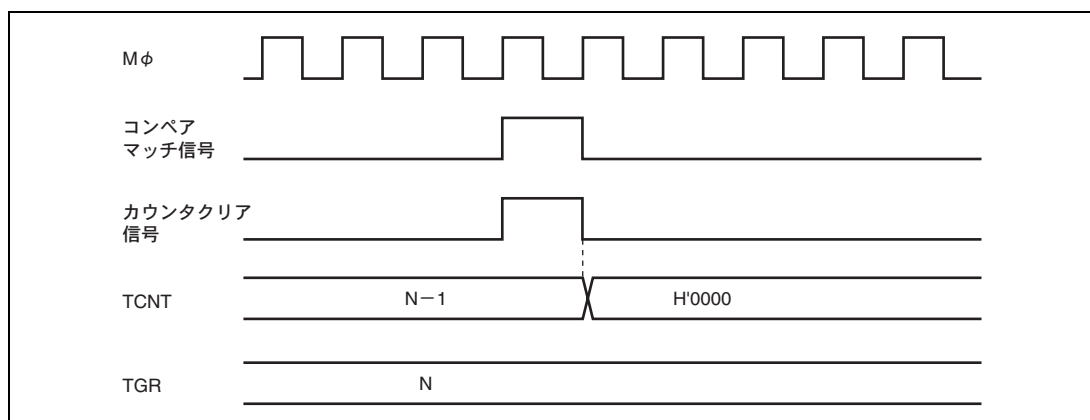 Mφ
コンペア
マッチ信号
カウンタクリア
信号
TCNT
N－1
H'0000
TGR
N